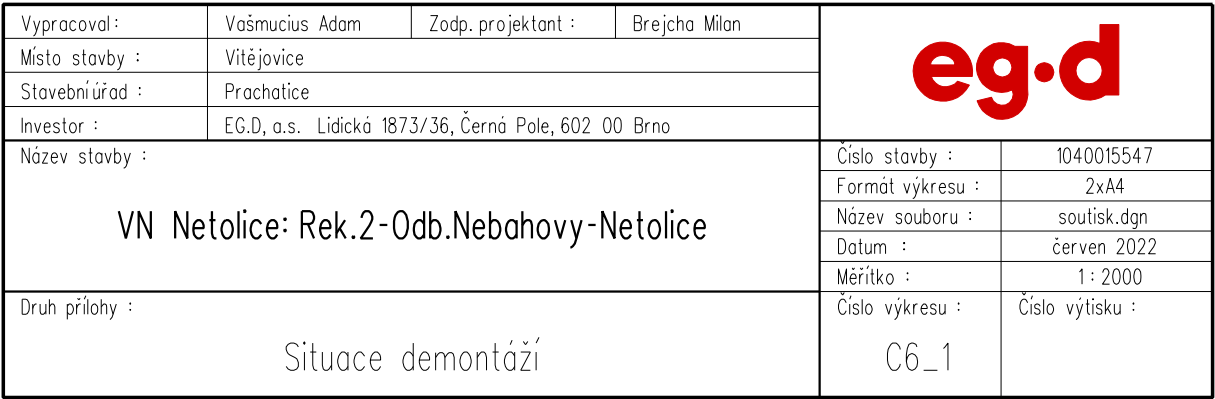 Vypracoval: Vašmucius Adam Zodp. projektant : Brejcha Milan
Místo stavby : Vitějovice
Stavební úřad : Prachatice
Investor : EG.D, a.s. Lidická 1873/36, Černá Pole, 602 00 Brno
eg·d
Název stavby :
VN Netolice: Rek.2-Odb.Nebahovy-Netolice
Číslo stavby : 1040015547
Formát výkresu : 2xA4
Název souboru : soutisk.dgn
Datum : červen 2022
Měřítko : 1 : 2000
Druh přílohy :
Situace demontáží
Číslo výkresu : Číslo výtisku :
C6_1